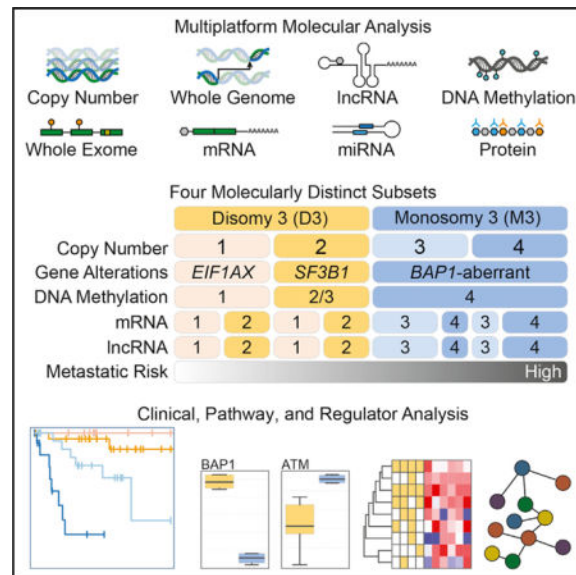 Multiplatform Molecular Analysis
Copy Number Whole Genome lncRNA DNA Methylation
Whole Exome mRNA miRNA Protein
Four Molecularly Distinct Subsets
Disomy 3 (D3) Monosomy 3 (M3)
Copy Number 1 2 3 4
Gene Alterations EIF1AX SF3B1 BAP1-aberrant
DNA Methylation 1 2/3 4
mRNA 1 2 1 2 3 4 3 4
lncRNA 1 2 1 2 3 4 3 4
Metastatic Risk High
Clinical, Pathway, and Regulator Analysis
BAP1 ATM